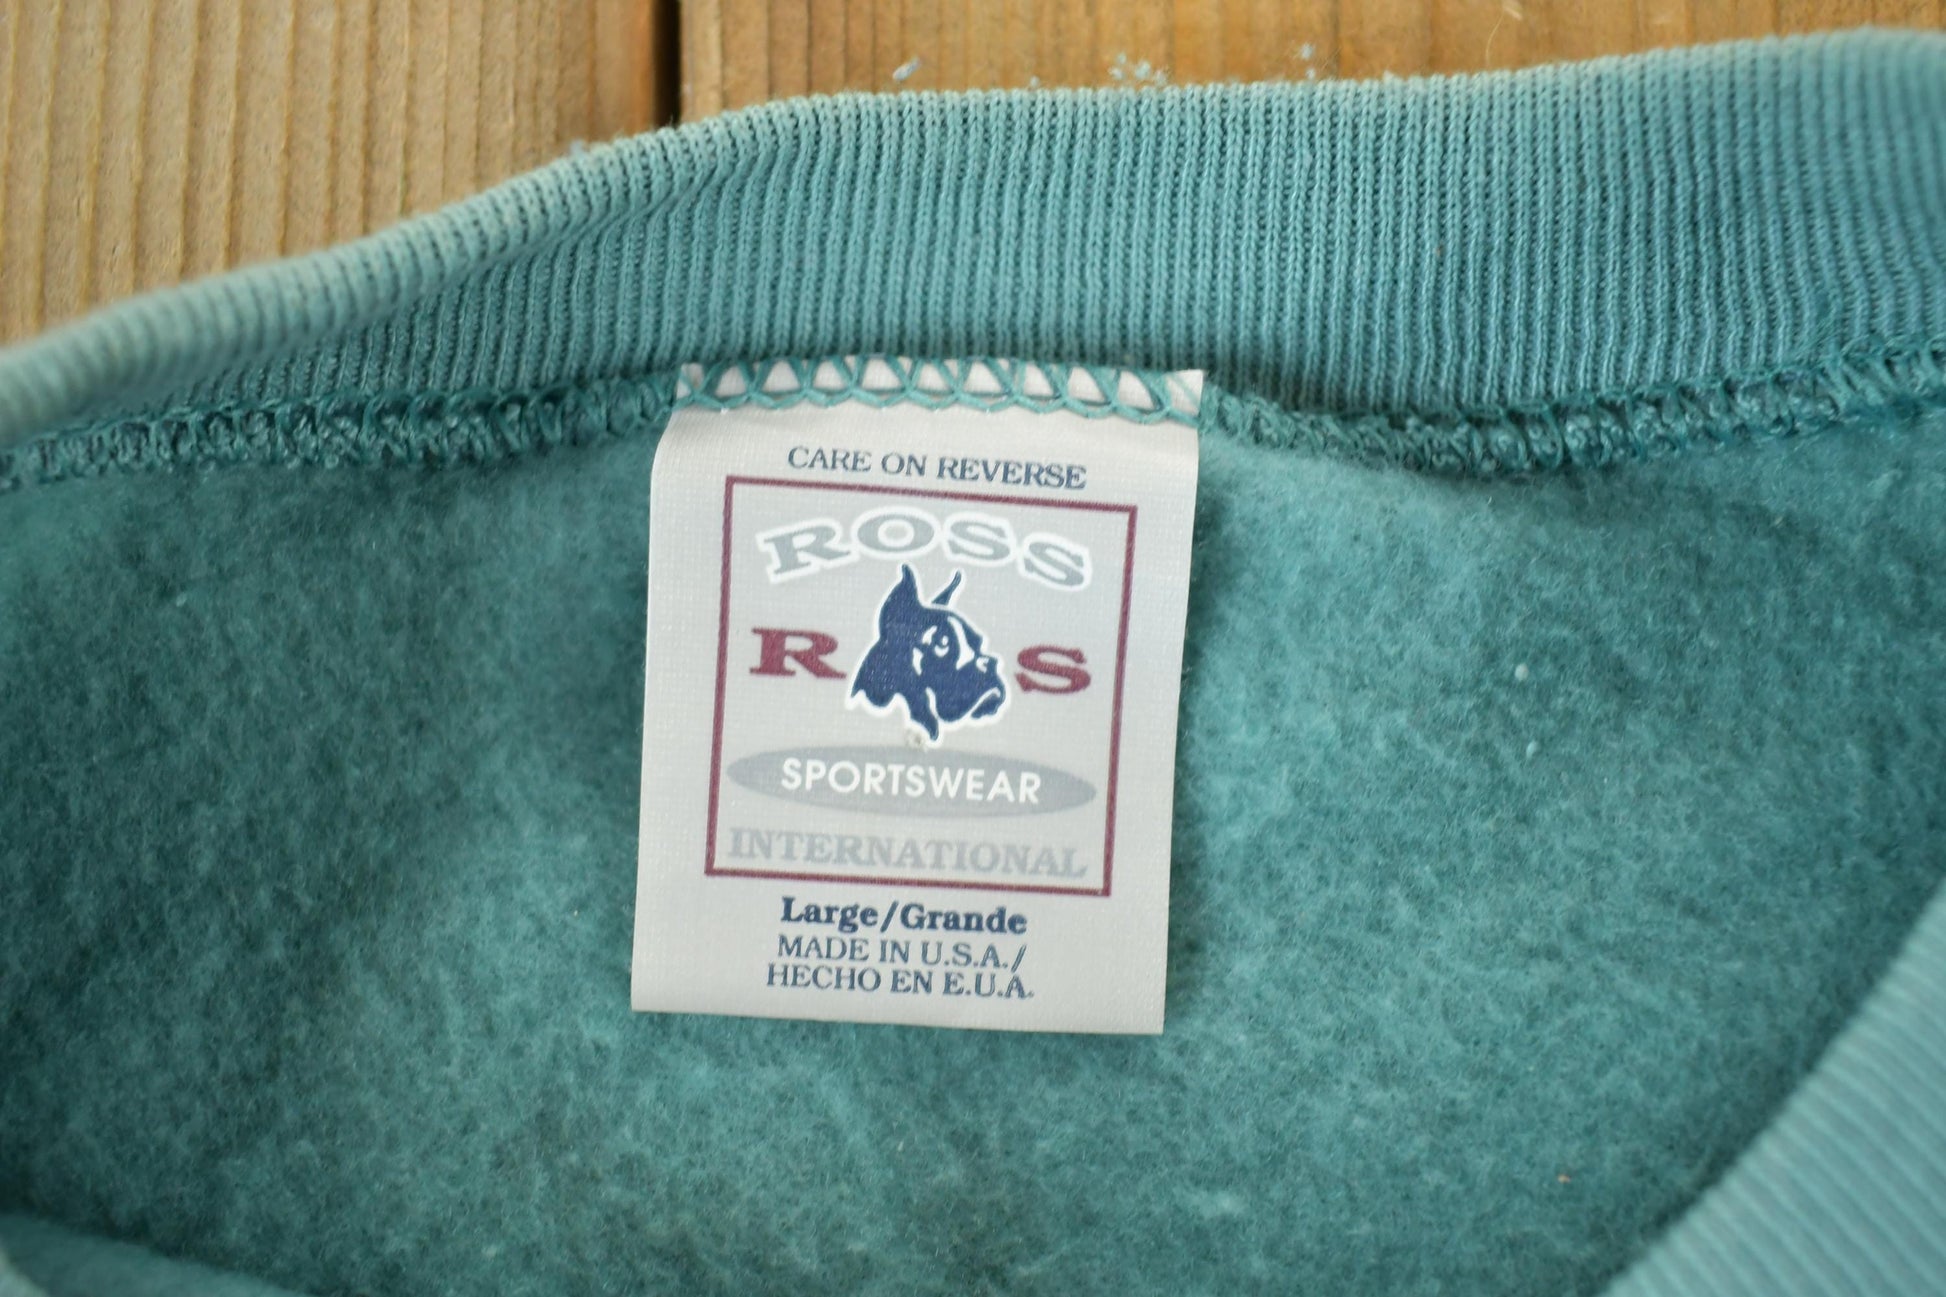 CARE ON REVERSE
ROSS
R S
SPORTSWEAR
INTERNATIONAL
Large/Grande
MADE IN U.S.A./
HECHO EN E.U.A.